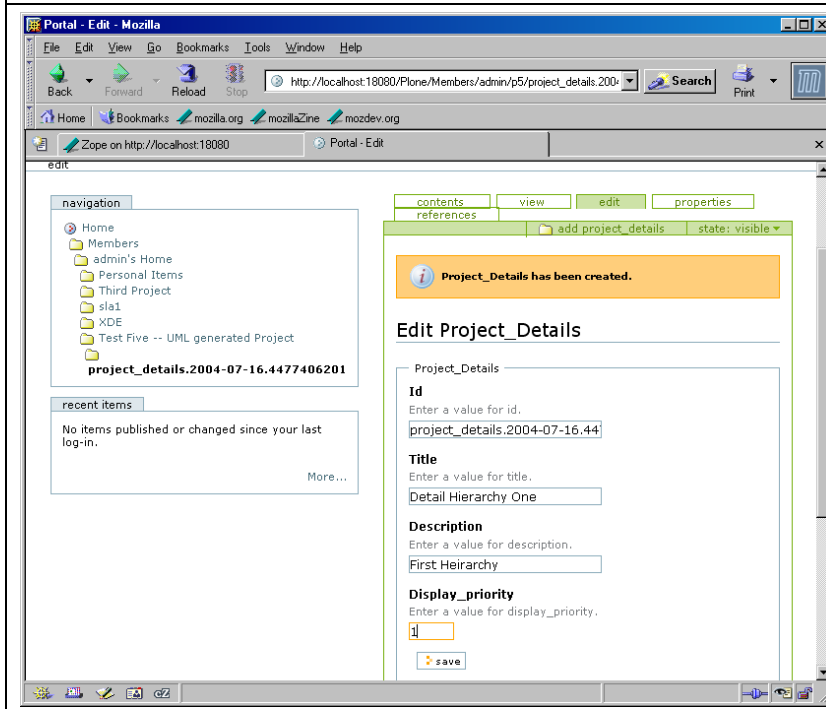 Portal - Edit - Mozilla
File Edit View Go Bookmarks Tools Window Help
Back Forward Reload Stop http://localhost:18080/Plone/Members/admin/p5/project_details.200 Search Print
Home Bookmarks mozilla.org mozillaZine mozdev.org
Zope on http://localhost:18080 Portal - Edit
edit
navigation
Home
Members
admin's Home
Personal Items
Third Project
sla1
XDE
Test Five -- UML generated Project
project_details.2004-07-16.4477406201
recent items
No items published or changed since your last
log-in.
More...
contents view edit properties
references
add project_details state: visible
Project_Details has been created.
Edit Project_Details
Project_Details
Id
Enter a value for id.
project_details.2004-07-16.44
Title
Enter a value for title.
Detail Hierarchy One
Description
Enter a value for description.
First Heirarchy
Display_priority
Enter a value for display_priority.
1
save